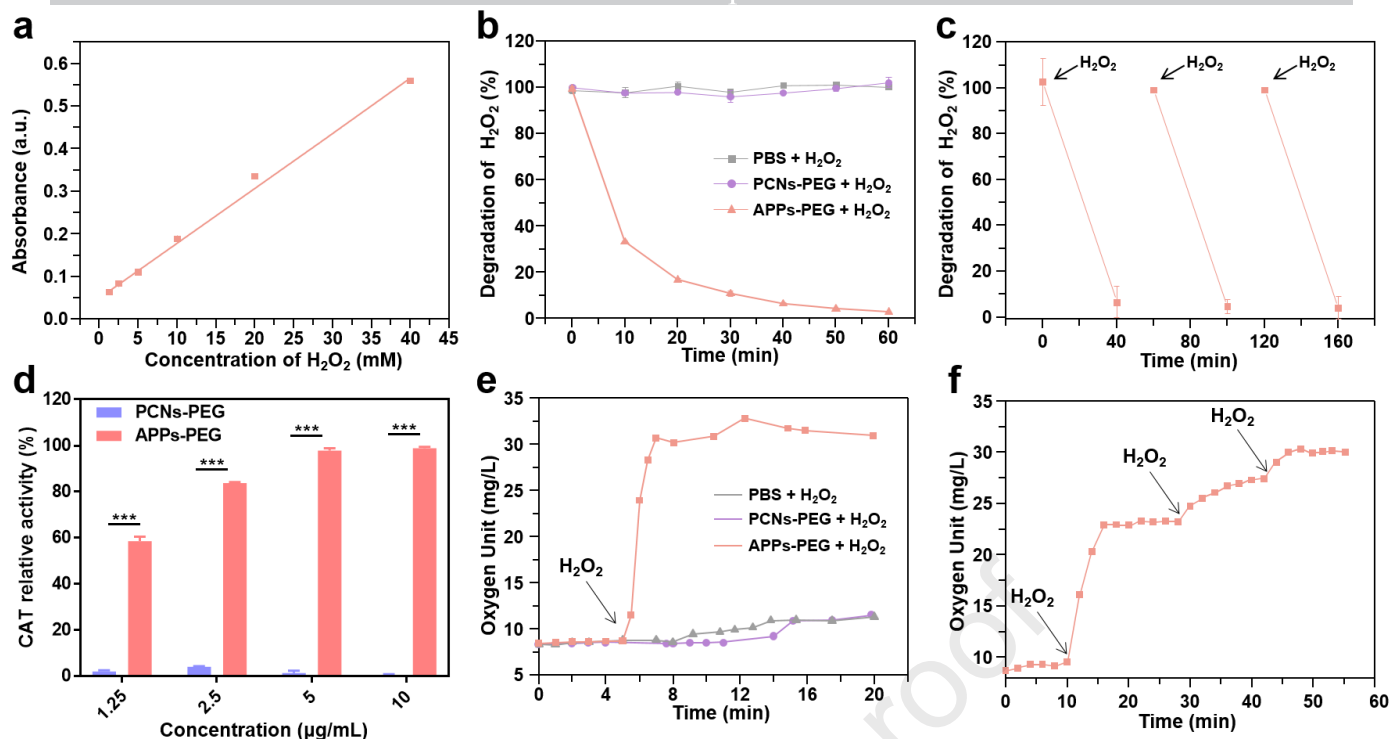 a
Absorbance (a.u.)
0.6
0.5
0.4
0.3
0.2
0.1
0.0
0 5 10 15 20 25 30 35 40 45
Concentration of H₂O₂ (mM)
b
Degradation of H₂O₂ (%)
120
100
80
60
40
20
0
PBS + H₂O₂
PCNs-PEG + H₂O₂
APPs-PEG + H₂O₂
0 10 20 30 40 50 60
Time (min)
c
Degradation of H₂O₂ (%)
120
100
80
60
40
20
0
H₂O₂ H₂O₂ H₂O₂
0 40 80 120 160
Time (min)
d
CAT relative activity (%)
120
100
80
60
40
20
0
PCNs-PEG
APPs-PEG
*** *** *** ***
1.25 2.5 5 10
Concentration (μg/mL)
e
Oxygen Unit (mg/L)
35
30
25
20
15
10
5
PBS + H₂O₂
PCNs-PEG + H₂O₂
APPs-PEG + H₂O₂
H₂O₂
0 4 8 12 16 20
Time (min)
f
Oxygen Unit (mg/L)
35
30
25
20
15
10
H₂O₂
H₂O₂
H₂O₂
0 10 20 30 40 50 60
Time (min)
roof